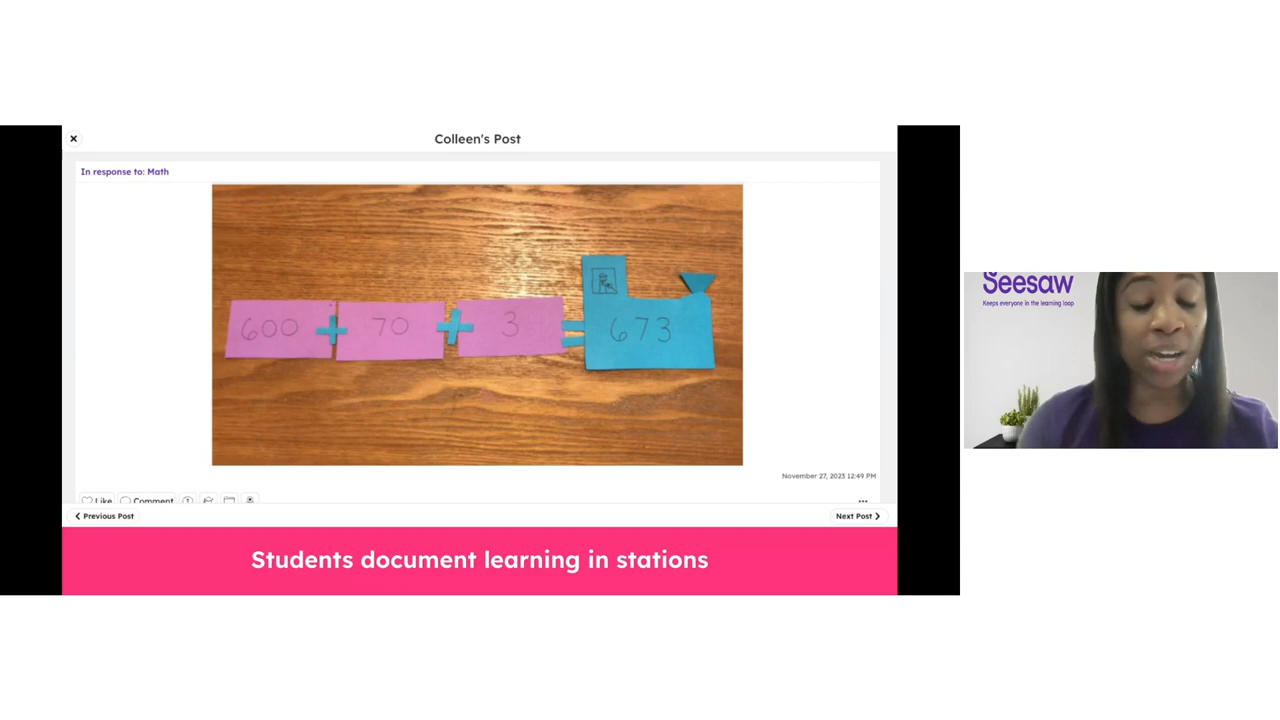 Colleen's Post
In response to: Math
600 + 70 + 3 = 673
November 27, 2023 12:49 PM
Like Comment
Previous Post
Next Post
Students document learning in stations
Seesaw
Keeps everyone in the learning loop